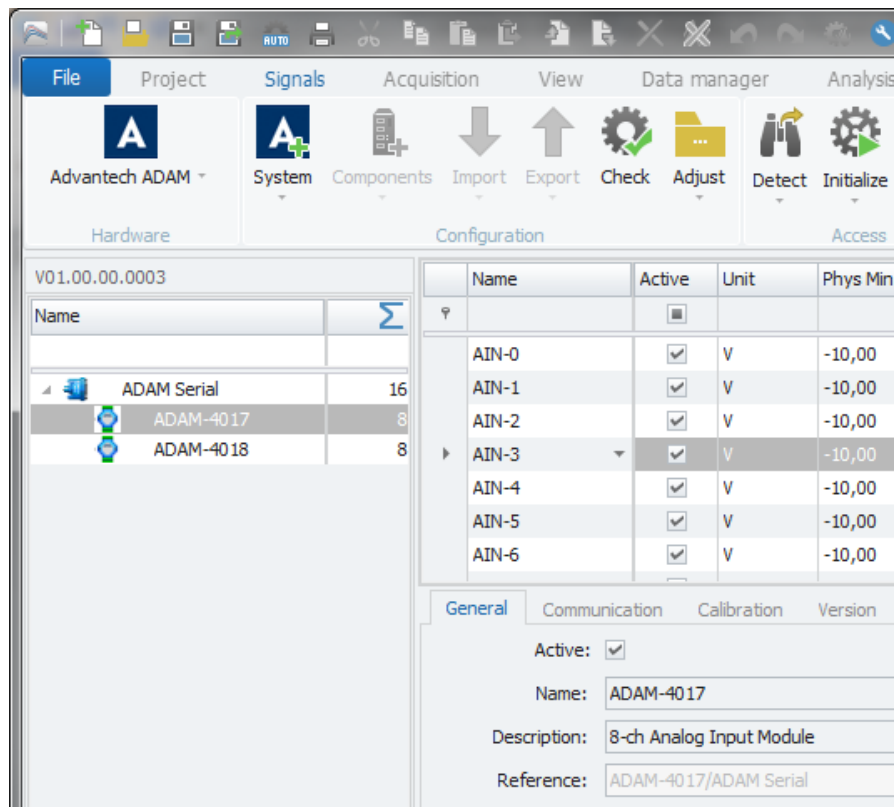 AUTO
File Project Signals Acquisition View Data manager Analysis
A A
Advantech ADAM System Components Import Export Check Adjust Detect Initialize
Hardware Configuration Access
V01.00.00.0003
Name Σ
ADAM Serial 16
ADAM-4017 8
ADAM-4018 8
Name Active Unit Phys Min
AIN-0 V -10,00
AIN-1 V -10,00
AIN-2 V -10,00
AIN-3 V -10,00
AIN-4 V -10,00
AIN-5 V -10,00
AIN-6 V -10,00
General Communication Calibration Version
Active:
Name: ADAM-4017
Description: 8-ch Analog Input Module
Reference: ADAM-4017/ADAM Serial